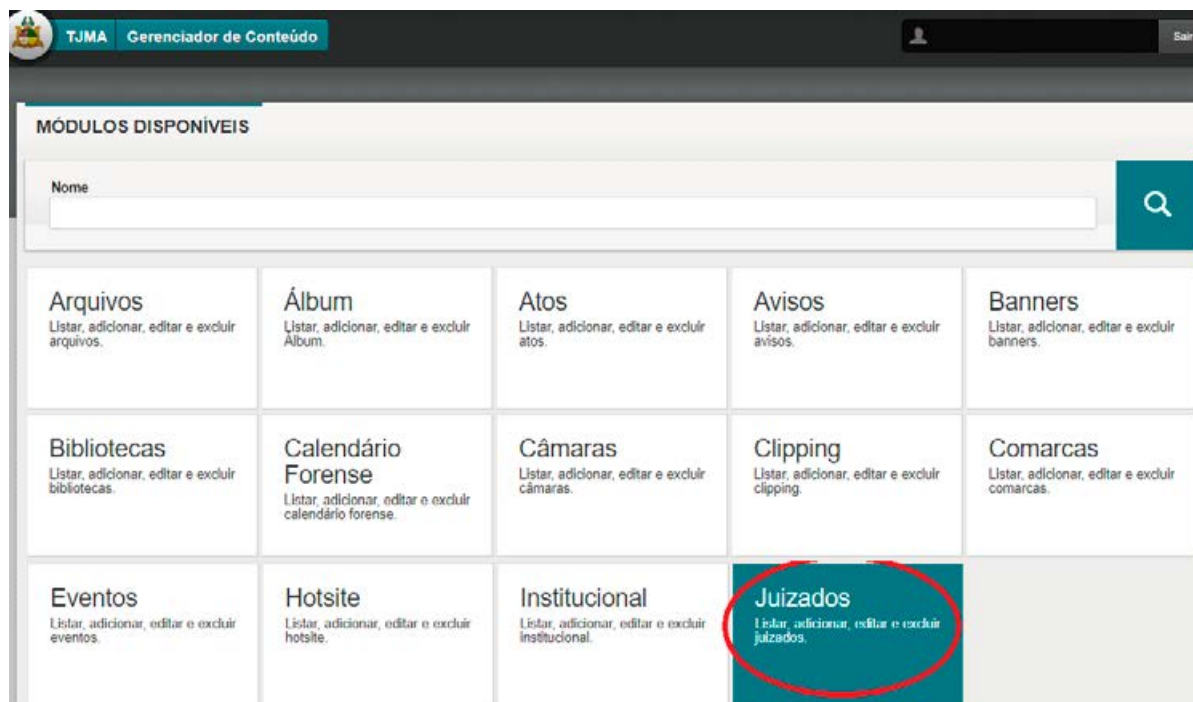 TJMA Gerenciador de Conteúdo
Sair
MÓDULOS DISPONÍVEIS
Nome
Arquivos
Listar, adicionar, editar e excluir
arquivos.
Álbum
Listar, adicionar, editar e excluir
Álbum.
Atos
Listar, adicionar, editar e excluir
atos.
Avisos
Listar, adicionar, editar e excluir
avisos.
Banners
Listar, adicionar, editar e excluir
banners.
Bibliotecas
Listar, adicionar, editar e excluir
bibliotecas.
Calendário
Forense
Listar, adicionar, editar e excluir
calendário forense.
Câmaras
Listar, adicionar, editar e excluir
câmaras.
Clipping
Listar, adicionar, editar e excluir
clipping.
Comarcas
Listar, adicionar, editar e excluir
comarcas.
Eventos
Listar, adicionar, editar e excluir
eventos.
Hotsite
Listar, adicionar, editar e excluir
hotsite.
Institucional
Listar, adicionar, editar e excluir
institucional.
Juizados
Listar, adicionar, editar e excluir
juizados.